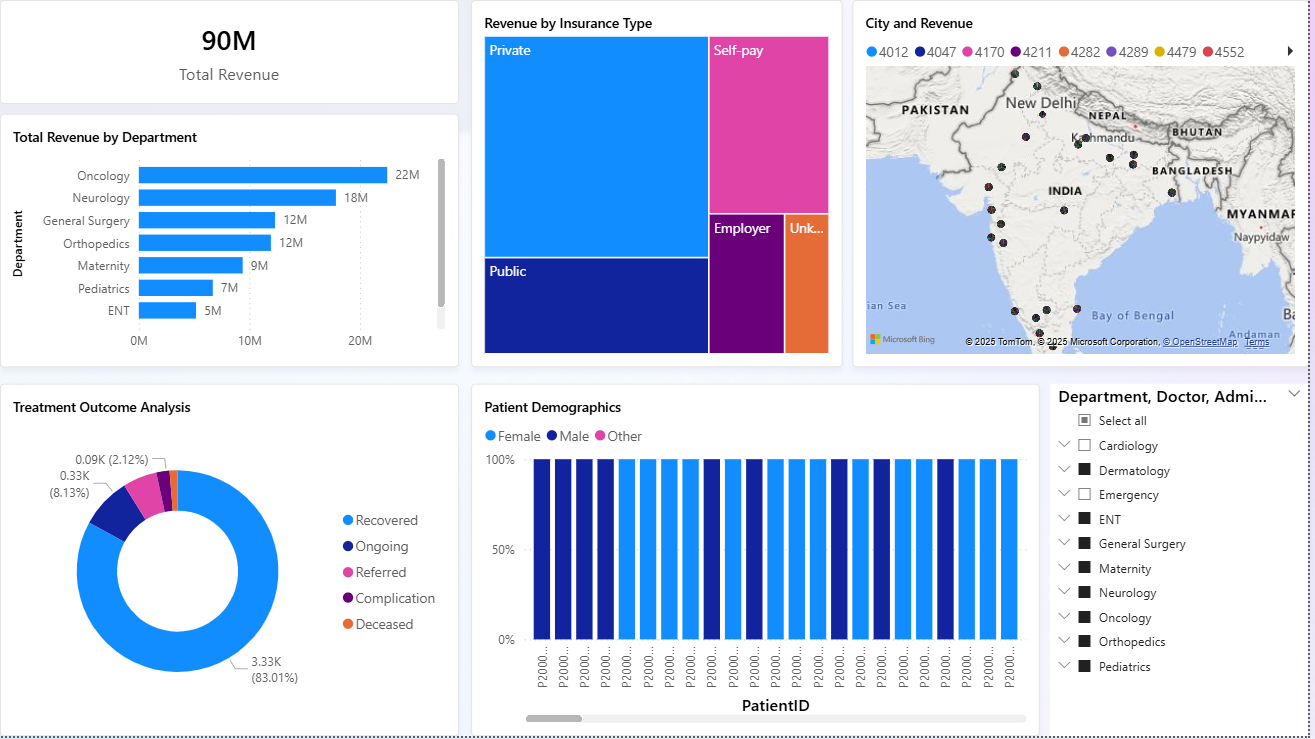 90M
Total Revenue
Total Revenue by Department
Department
Oncology 22M
Neurology 18M
General Surgery 12M
Orthopedics 12M
Maternity 9M
Pediatrics 7M
ENT 5M
0M 10M 20M
Revenue by Insurance Type
Private
Self-pay
Public
Employer
Unk...
City and Revenue
4012 4047 4170 4211 4282 4289 4479 4552
PAKISTAN
New Delhi
NEPAL
Kathmandu
BHUTAN
BANGLADESH
INDIA
MYANMAR
Naypyidaw
ian Sea
Bay of Bengal
Ba
Andaman
Microsoft Bing
© 2025 TomTom, © 2025 Microsoft Corporation, © OpenStreetMap Terms
Treatment Outcome Analysis
0.09K (2.12%)
0.33K
(8.13%)
3.33K
(83.01%)
Recovered
Ongoing
Referred
Complication
Deceased
Patient Demographics
Female Male Other
100%
50%
0%
P2000... P2000... P2000... P2000... P2000... P2000... P2000... P2000... P2000... P2000... P2000... P2000... P2000... P2000... P2000... P2000... P2000... P2000... P2000... P2000... P2000... P2000... P2000...
PatientID
Department, Doctor, Admi...
Select all
Cardiology
Dermatology
Emergency
ENT
General Surgery
Maternity
Neurology
Oncology
Orthopedics
Pediatrics